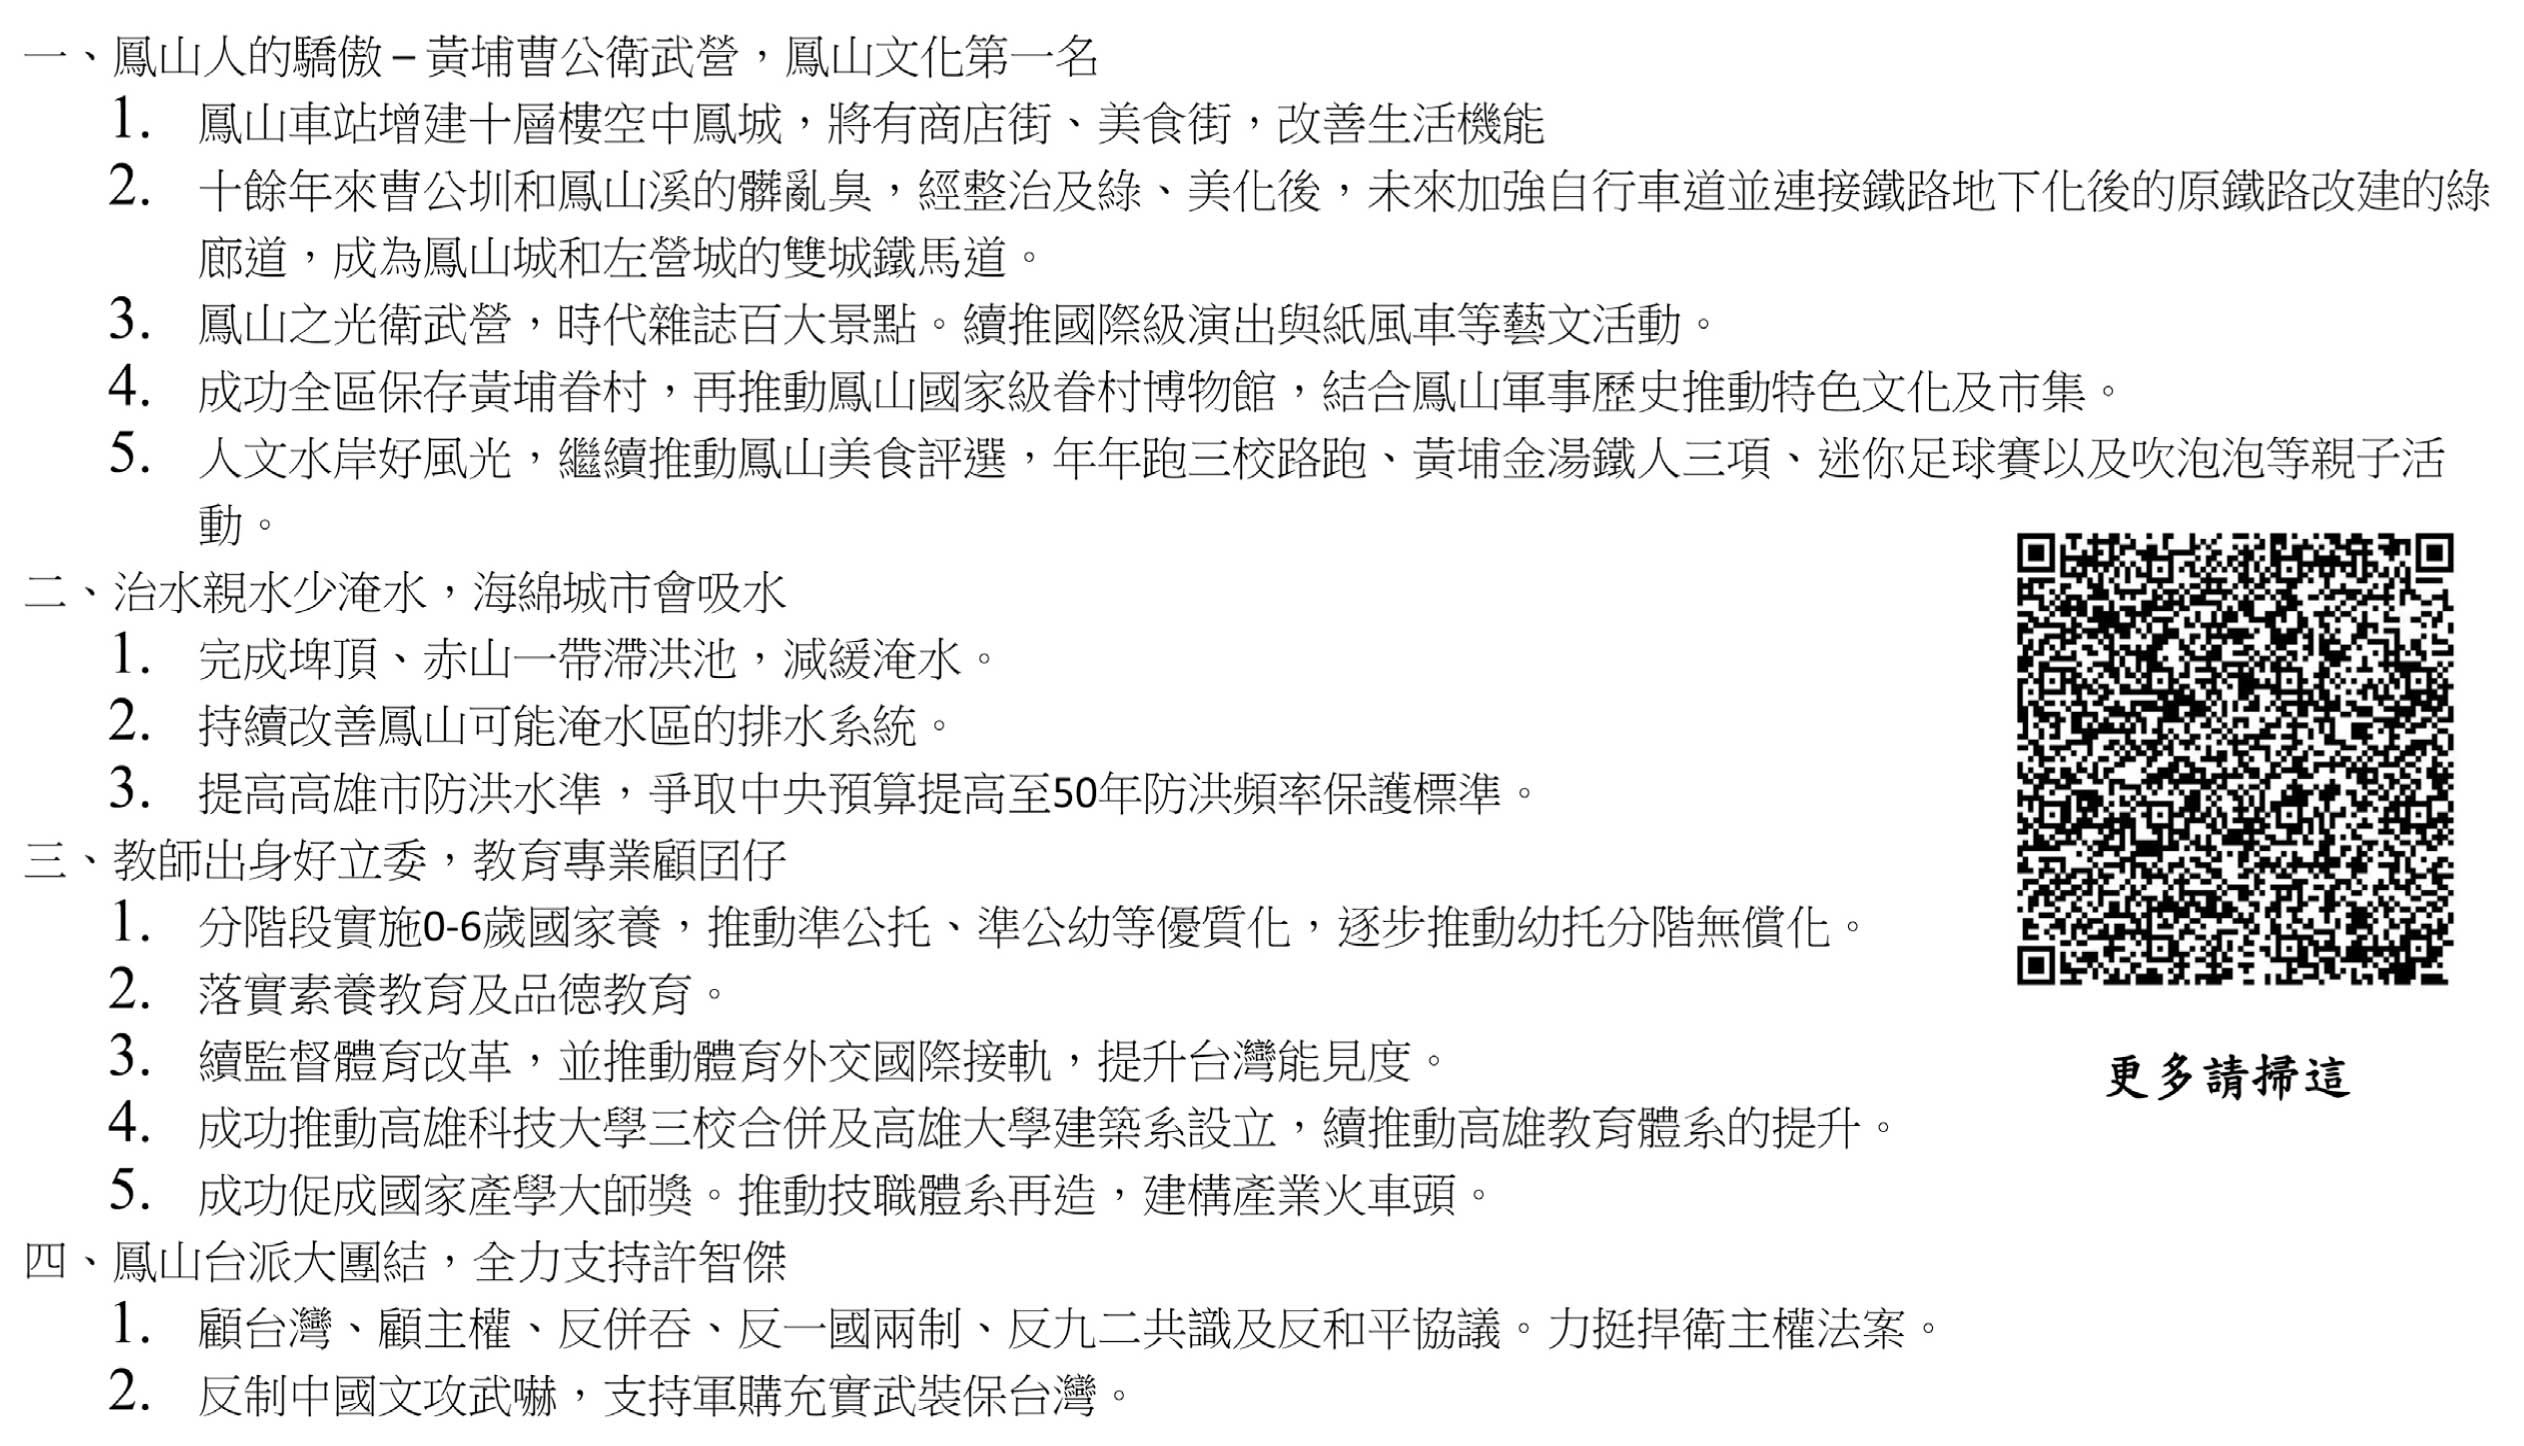 一、鳳山人的驕傲－黃埔曹公衛武營，鳳山文化第一名
1. 鳳山車站增建十層樓空中鳳城，將有商店街、美食街，改善生活機能
2. 十餘年來曹公圳和鳳山溪的髒亂臭，經整治及綠、美化後，未來加強自行車道並連接鐵路地下化後的原鐵路改建的綠
廊道，成為鳳山城和左營城的雙城鐵馬道。
3. 鳳山之光衛武營，時代雜誌百大景點。續推國際級演出與紙風車等藝文活動。
4. 成功全區保存黃埔眷村，再推動鳳山國家級眷村博物館，結合鳳山軍事歷史推動特色文化及市集。
5. 人文水岸好風光，繼續推動鳳山美食評選，年年跑三校路跑、黃埔金湯鐵人三項、迷你足球賽以及吹泡泡等親子活
動。
二、治水親水少淹水，海綿城市會吸水
1. 完成埤頂、赤山一帶滯洪池，減緩淹水。
2. 持續改善鳳山可能淹水區的排水系統。
3. 提高高雄市防洪水準，爭取中央預算提高至50年防洪頻率保護標準。
三、教師出身好立委，教育專業顧囝仔
1. 分階段實施0-6歲國家養，推動準公托、準公幼等優質化，逐步推動幼托分階無償化。
2. 落實素養教育及品德教育。
3. 續監督體育改革，並推動體育外交國際接軌，提升台灣能見度。
更多請掃這
4. 成功推動高雄科技大學三校合併及高雄大學建築系設立，續推動高雄教育體系的提升。
5. 成功促成國家產學大師獎。推動技職體系再造，建構產業火車頭。
四、鳳山台派大團結，全力支持許智傑
1. 顧台灣、顧主權、反併吞、反一國兩制、反九二共識及反和平協議。力挺捍衛主權法案。
2. 反制中國文攻武嚇，支持軍購充實武裝保台灣。